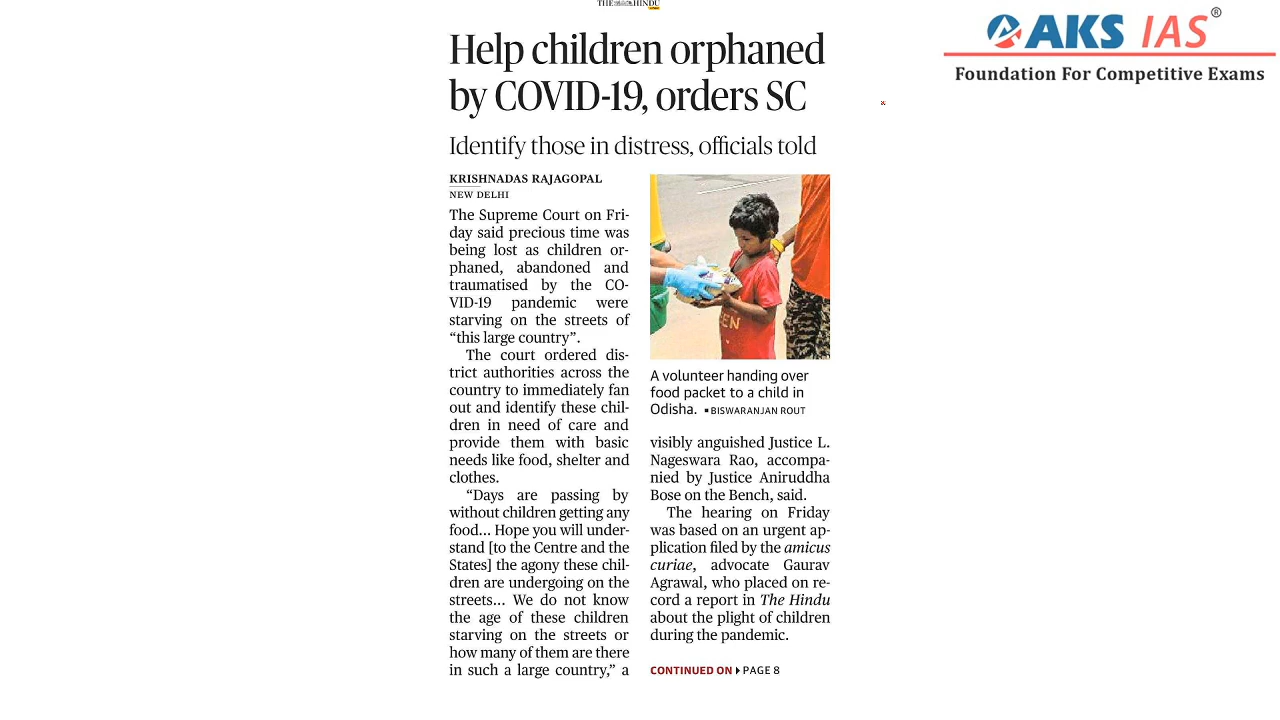 THE HINDU
AKS IAS®
Foundation For Competitive Exams
Help children orphaned
by COVID-19, orders SC
Identify those in distress, officials told
KRISHNADAS RAJAGOPAL
NEW DELHI
The Supreme Court on Fri-
day said precious time was
being lost as children or-
phaned, abandoned and
traumatised by the CO-
VID-19 pandemic were
starving on the streets of
“this large country”.
The court ordered dis-
trict authorities across the
country to immediately fan
out and identify these chil-
dren in need of care and
provide them with basic
needs like food, shelter and
clothes.
“Days are passing by
without children getting any
food... Hope you will under-
stand [to the Centre and the
States] the agony these chil-
dren are undergoing on the
streets... We do not know
the age of these children
starving on the streets or
how many of them are there
in such a large country,” a
EEN
A volunteer handing over
food packet to a child in
Odisha. ▪ BISWARANJAN ROUT
visibly anguished Justice L.
Nageswara Rao, accompa-
nied by Justice Aniruddha
Bose on the Bench, said.
The hearing on Friday
was based on an urgent ap-
plication filed by the amicus
curiae, advocate Gaurav
Agrawal, who placed on re-
cord a report in The Hindu
about the plight of children
during the pandemic.
CONTINUED ON ▸ PAGE 8